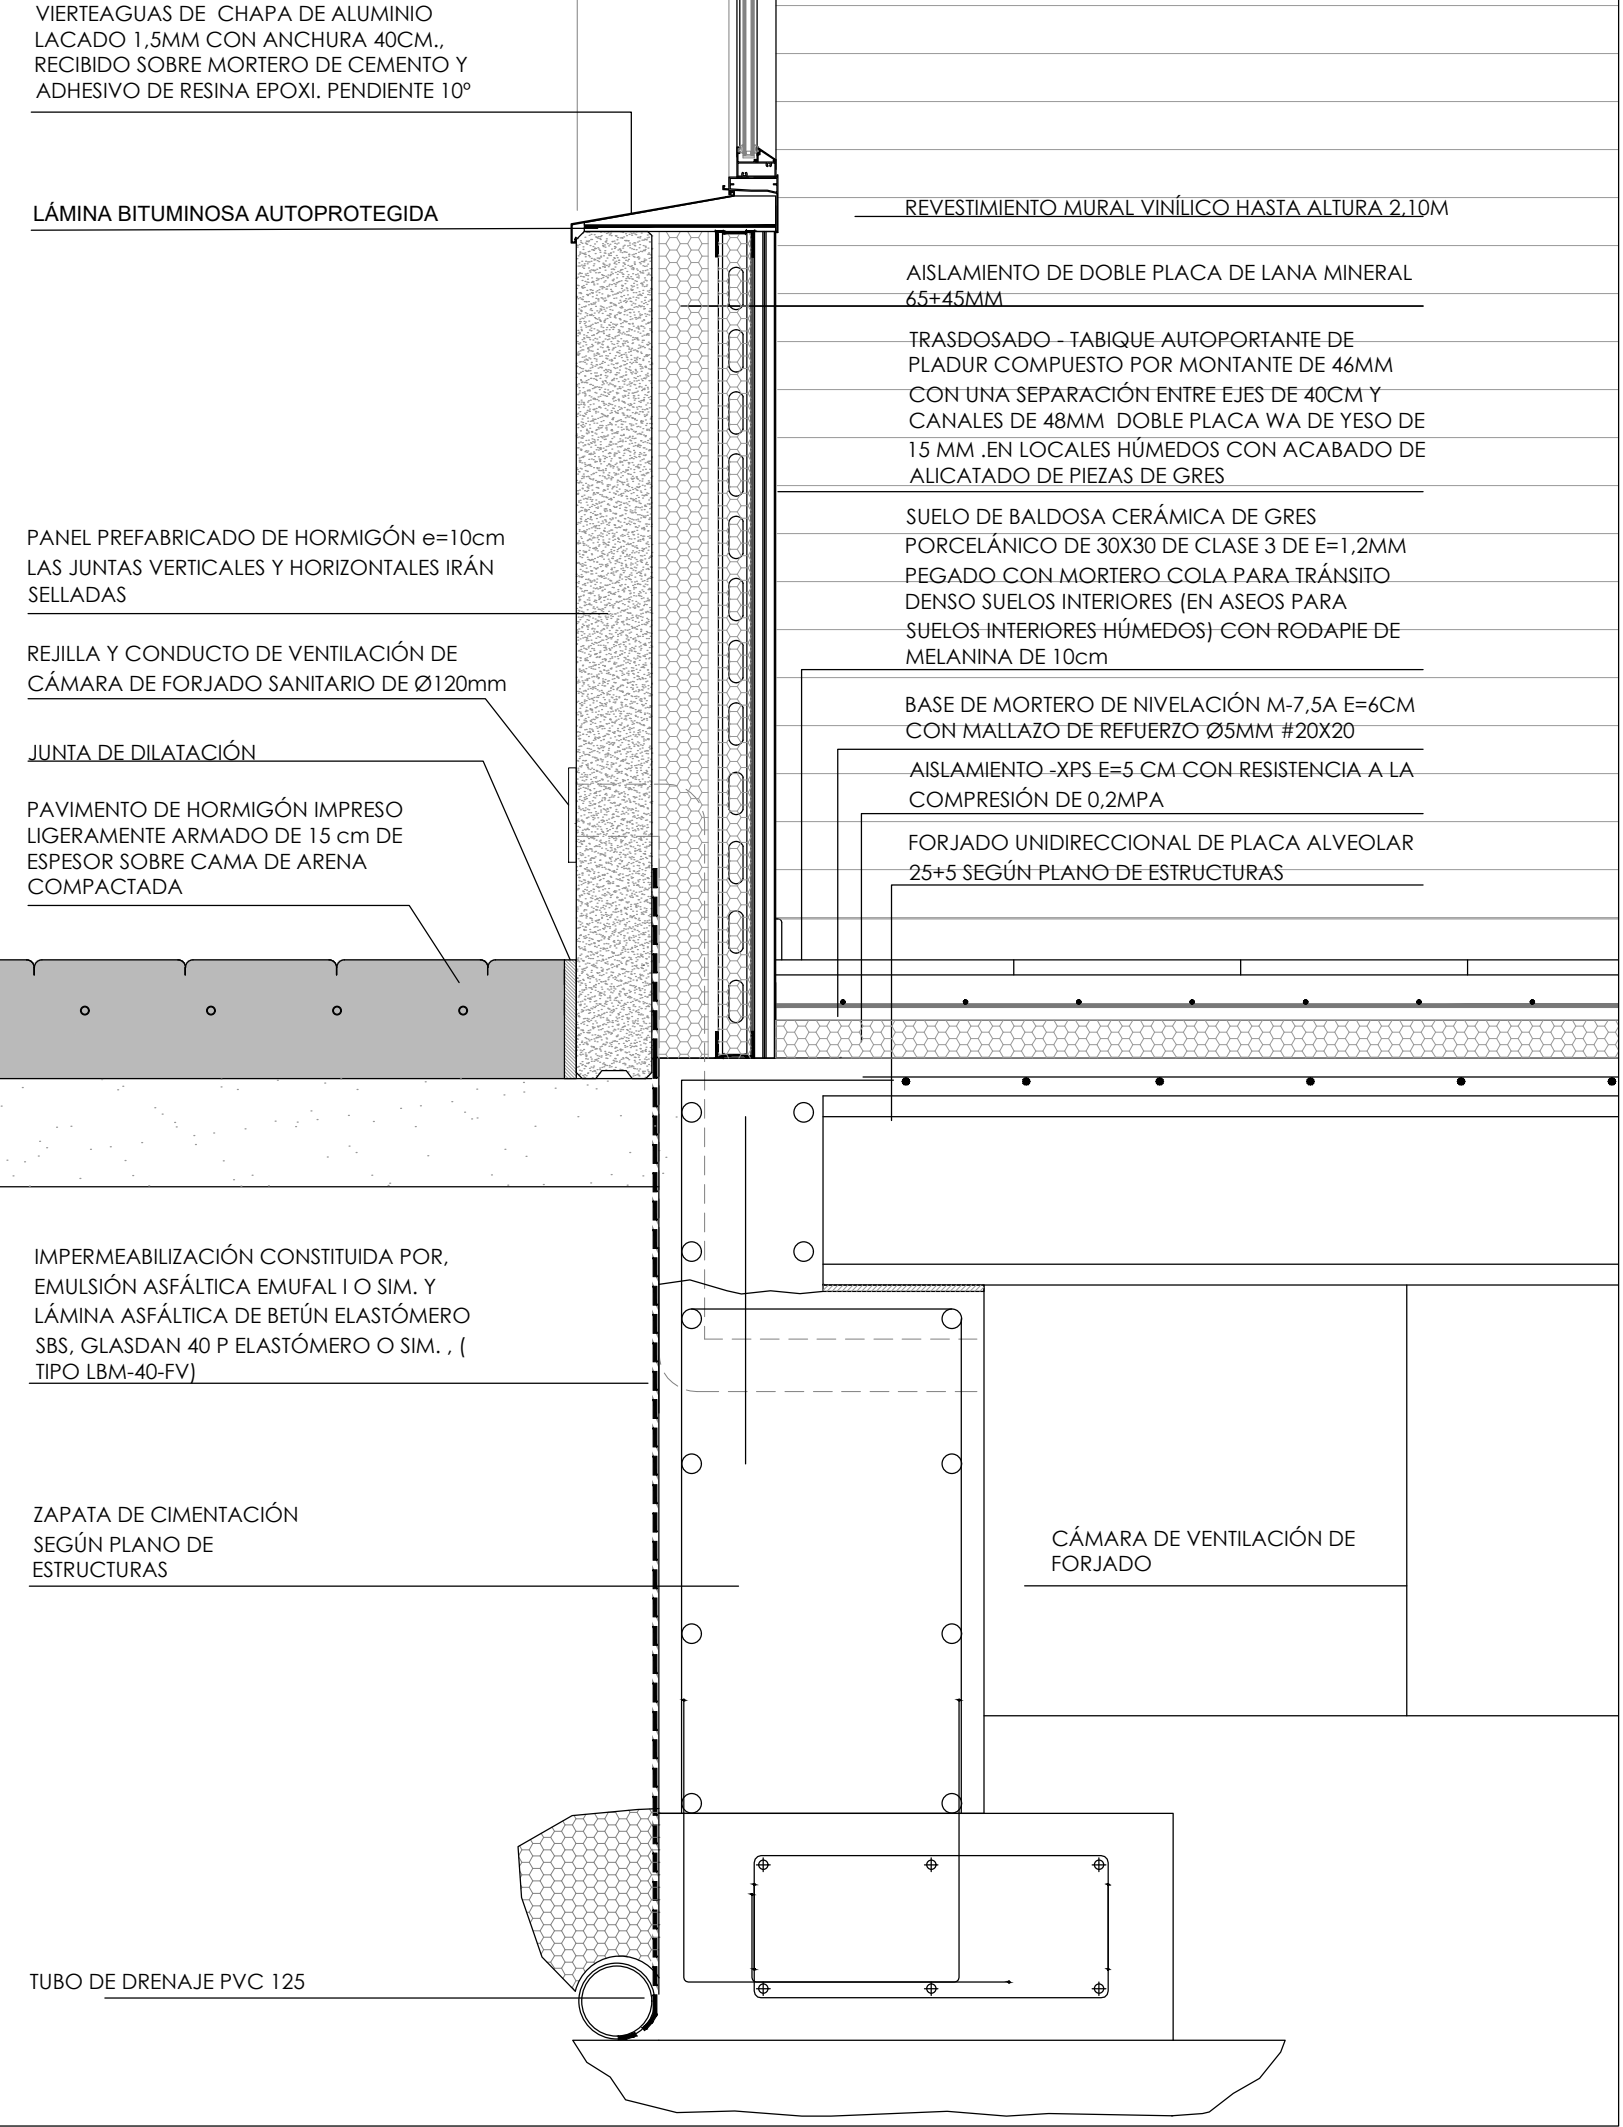 VIERTEAGUAS DE CHAPA DE ALUMINIO
LACADO 1,5MM CON ANCHURA 40CM.,
RECIBIDO SOBRE MORTERO DE CEMENTO Y
ADHESIVO DE RESINA EPOXI. PENDIENTE 10º
LÁMINA BITUMINOSA AUTOPROTEGIDA
PANEL PREFABRICADO DE HORMIGÓN e=10cm
LAS JUNTAS VERTICALES Y HORIZONTALES IRÁN
SELLADAS
REJILLA Y CONDUCTO DE VENTILACIÓN DE
CÁMARA DE FORJADO SANITARIO DE Ø120mm
JUNTA DE DILATACIÓN
PAVIMENTO DE HORMIGÓN IMPRESO
LIGERAMENTE ARMADO DE 15 cm DE
ESPESOR SOBRE CAMA DE ARENA
COMPACTADA
IMPERMEABILIZACIÓN CONSTITUIDA POR,
EMULSIÓN ASFÁLTICA EMUFAL I O SIM. Y
LÁMINA ASFÁLTICA DE BETÚN ELASTÓMERO
SBS, GLASDAN 40 P ELASTÓMERO O SIM. , (
TIPO LBM-40-FV)
ZAPATA DE CIMENTACIÓN
SEGÚN PLANO DE
ESTRUCTURAS
TUBO DE DRENAJE PVC 125
REVESTIMIENTO MURAL VINÍLICO HASTA ALTURA 2,10M
AISLAMIENTO DE DOBLE PLACA DE LANA MINERAL
65+45MM
TRASDOSADO - TABIQUE AUTOPORTANTE DE
PLADUR COMPUESTO POR MONTANTE DE 46MM
CON UNA SEPARACIÓN ENTRE EJES DE 40CM Y
CANALES DE 48MM DOBLE PLACA WA DE YESO DE
15 MM .EN LOCALES HÚMEDOS CON ACABADO DE
ALICATADO DE PIEZAS DE GRES
SUELO DE BALDOSA CERÁMICA DE GRES
PORCELÁNICO DE 30X30 DE CLASE 3 DE E=1,2MM
PEGADO CON MORTERO COLA PARA TRÁNSITO
DENSO SUELOS INTERIORES (EN ASEOS PARA
SUELOS INTERIORES HÚMEDOS) CON RODAPIE DE
MELANINA DE 10cm
BASE DE MORTERO DE NIVELACIÓN M-7,5A E=6CM
CON MALLAZO DE REFUERZO Ø5MM #20X20
AISLAMIENTO -XPS E=5 CM CON RESISTENCIA A LA
COMPRESIÓN DE 0,2MPA
FORJADO UNIDIRECCIONAL DE PLACA ALVEOLAR
25+5 SEGÚN PLANO DE ESTRUCTURAS
CÁMARA DE VENTILACIÓN DE
FORJADO